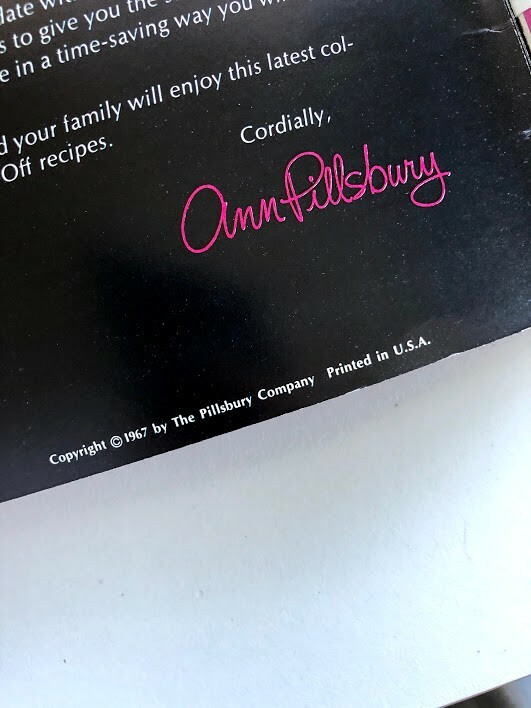 s to give you the
e in a time-saving way you
d your family will enjoy this latest col-
Off recipes.
Cordially,
Ann Pillsbury
Copyright © 1967 by The Pillsbury Company Printed in U.S.A.